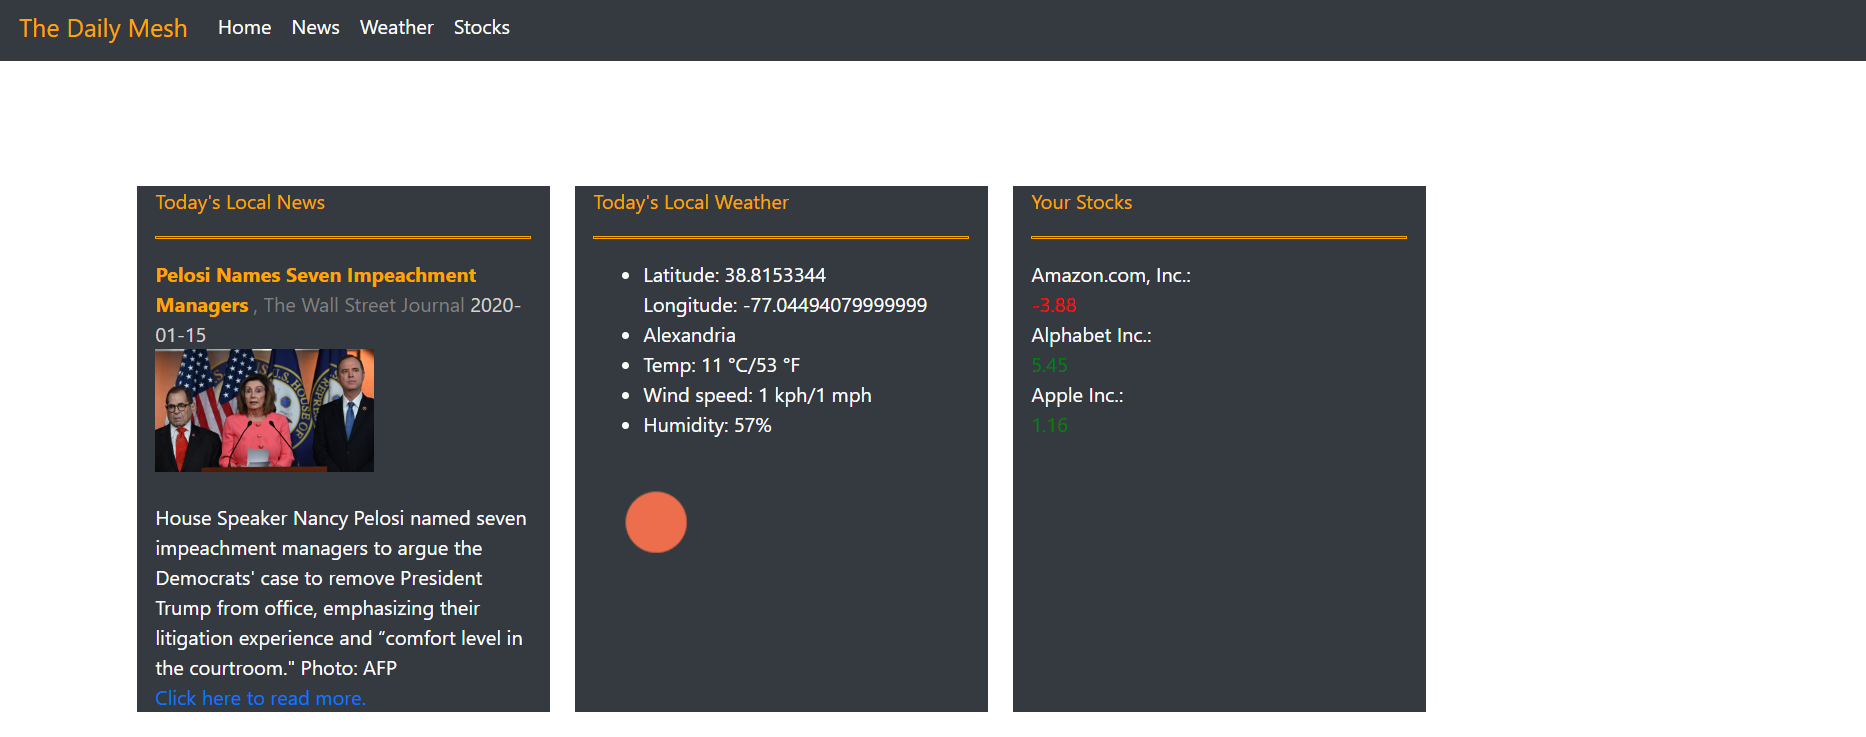 The Daily Mesh Home News Weather Stocks
Today's Local News
Pelosi Names Seven Impeachment
Managers , The Wall Street Journal 2020-
01-15
House Speaker Nancy Pelosi named seven
impeachment managers to argue the
Democrats' case to remove President
Trump from office, emphasizing their
litigation experience and “comfort level in
the courtroom." Photo: AFP
Click here to read more.
Today's Local Weather
Latitude: 38.8153344
Longitude: -77.04494079999999
Alexandria
Temp: 11 °C/53 °F
Wind speed: 1 kph/1 mph
Humidity: 57%
Your Stocks
Amazon.com, Inc.:
-3.88
Alphabet Inc.:
5.45
Apple Inc.:
1.16